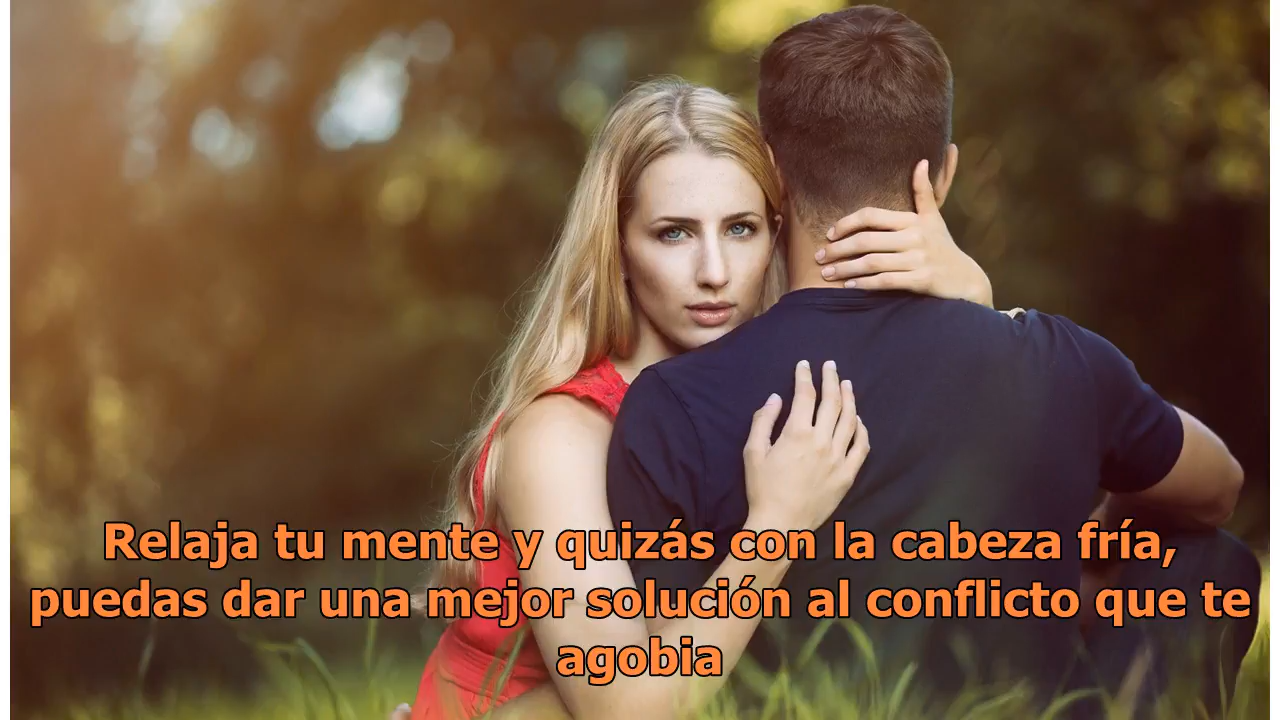 Relaja tu mente y quizás con la cabeza fría,
puedas dar una mejor solución al conflicto que te
agobia